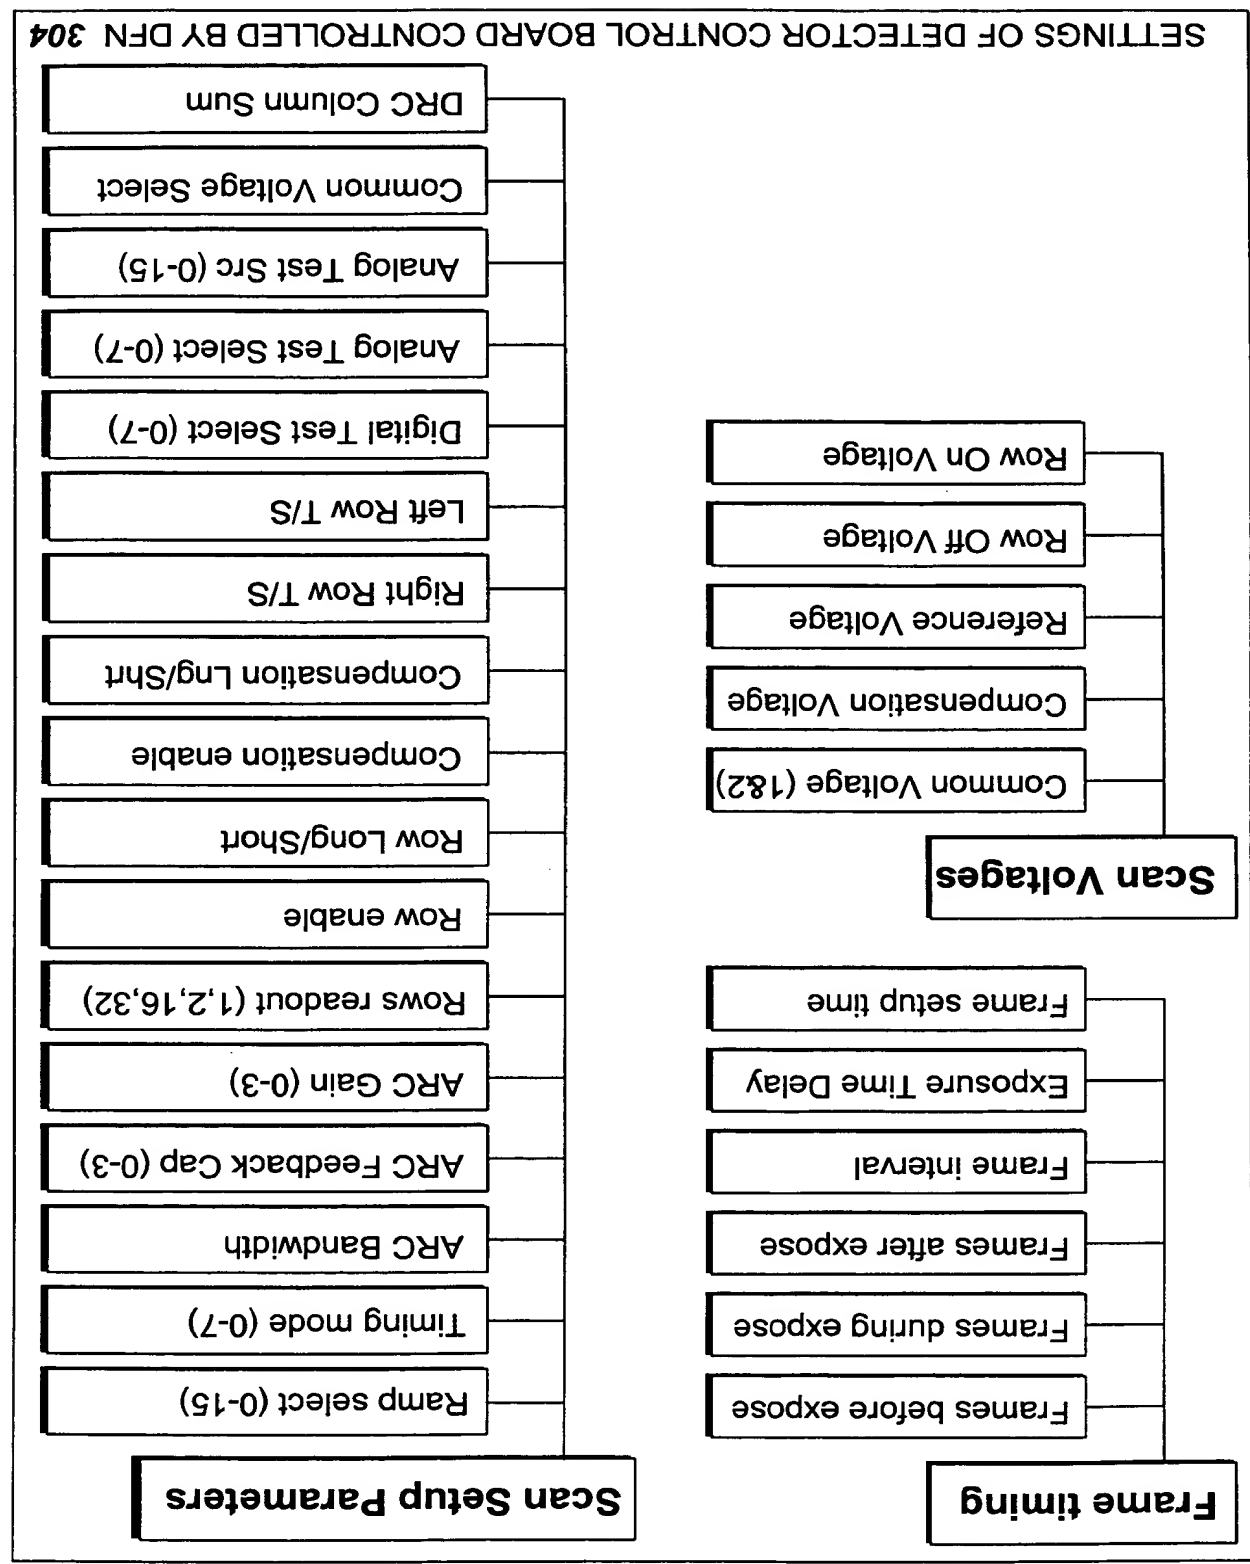 Frame timing
Frames before expose
Frames during expose
Frames after expose
Frame interval
Exposure Time Delay
Frame setup time
Scan Voltages
Common Voltage (1&2)
Compensation Voltage
Reference Voltage
Row Off Voltage
Row On Voltage
Scan Setup Parameters
Ramp select (0-15)
Timing mode (0-7)
ARC Bandwidth
ARC Feedback Cap (0-3)
ARC Gain (0-3)
Rows readout (1,2,16,32)
Row enable
Row Long/Short
Compensation enable
Compensation Lng/Shrt
Right Row T/S
Left Row T/S
Digital Test Select (0-7)
Analog Test Select (0-7)
Analog Test Src (0-15)
Common Voltage Select
DRC Column Sum
SETTINGS OF DETECTOR CONTROL BOARD CONTROLLED BY DFN 304